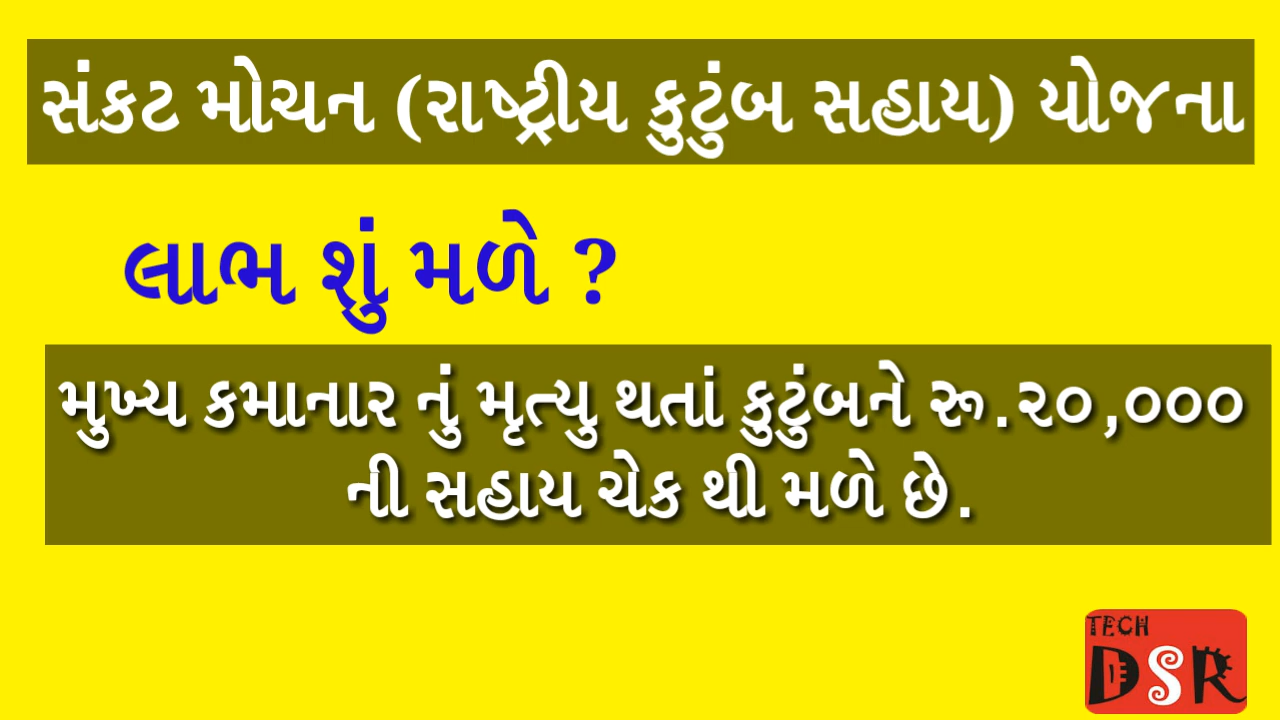 સંકટ મોચન (રાષ્ટ્રીય કુટુંબ સહાય) યોજના
લાભ શું મળે ?
મુખ્ય કમાનાર નું મૃત્યુ થતાં કુટુંબને રૂ.૨૦,૦૦૦
ની સહાય ચેક થી મળે છે.
TECH
DSR